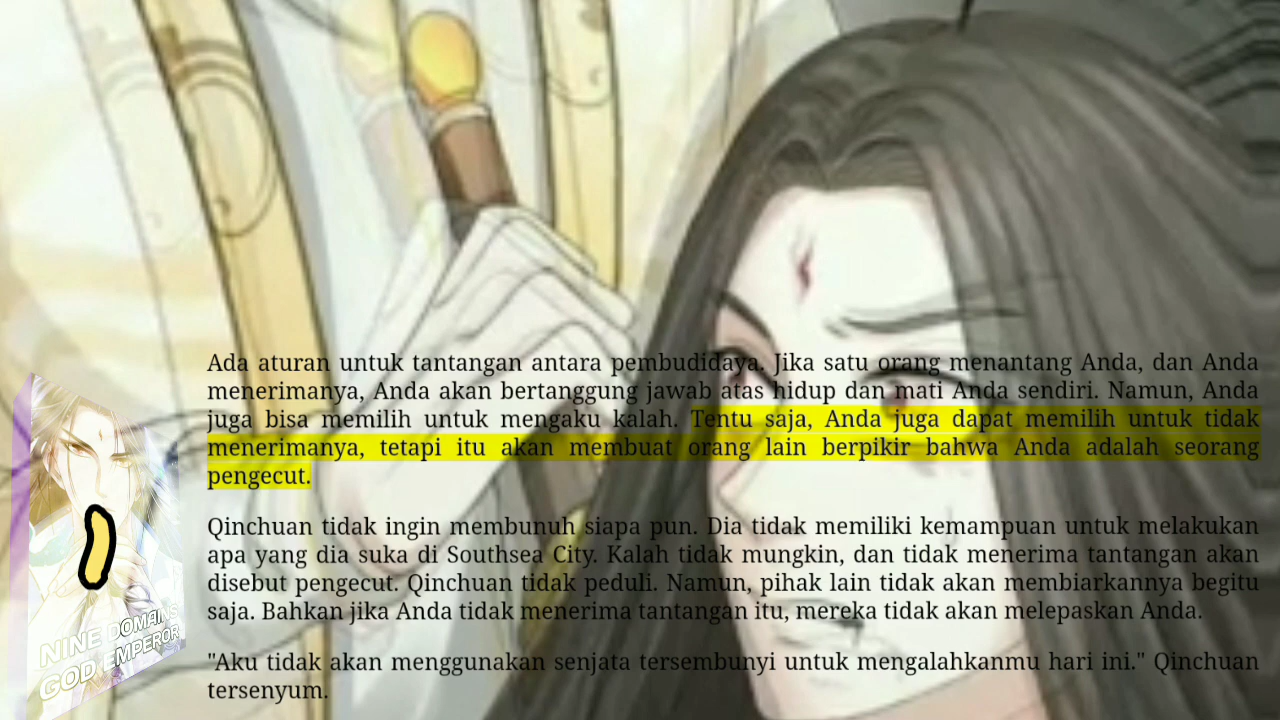 Ada aturan untuk tantangan antara pembudidaya. Jika satu orang menantang Anda, dan Anda
menerimanya, Anda akan bertanggung jawab atas hidup dan mati Anda sendiri. Namun, Anda
juga bisa memilih untuk mengaku kalah. Tentu saja, Anda juga dapat memilih untuk tidak
menerimanya, tetapi itu akan membuat orang lain berpikir bahwa Anda adalah seorang
pengecut.
Qinchuan tidak ingin membunuh siapa pun. Dia tidak memiliki kemampuan untuk melakukan
apa yang dia suka di Southsea City. Kalah tidak mungkin, dan tidak menerima tantangan akan
disebut pengecut. Qinchuan tidak peduli. Namun, pihak lain tidak akan membiarkannya begitu
saja. Bahkan jika Anda tidak menerima tantangan itu, mereka tidak akan melepaskan Anda.
"Aku tidak akan menggunakan senjata tersembunyi untuk mengalahkanmu hari ini." Qinchuan
tersenyum.
NINE DOMAINS
GOD EMPEROR